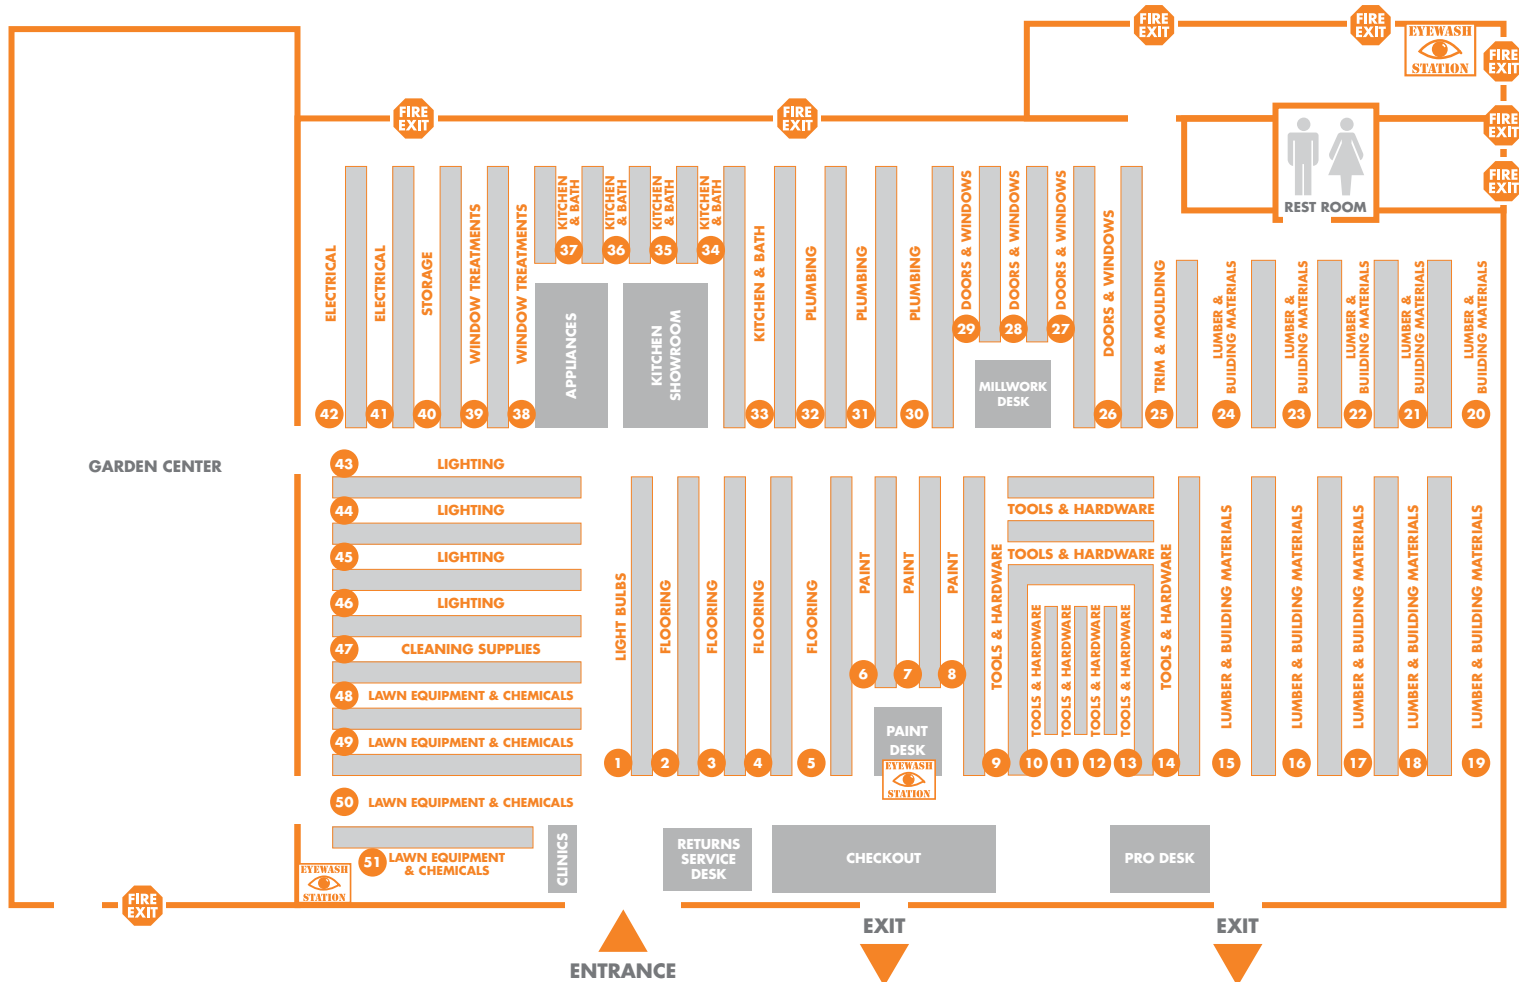 FIRE
EXIT
FIRE
EXIT
EYEWASH
STATION
FIRE
EXIT
FIRE
EXIT
FIRE
EXIT
FIRE
EXIT
FIRE
EXIT
REST ROOM
ELECTRICAL
42
ELECTRICAL
41
STORAGE
40
WINDOW TREATMENTS
39
WINDOW TREATMENTS
38
KITCHEN
& BATH
37
KITCHEN
& BATH
36
KITCHEN
& BATH
35
KITCHEN
& BATH
34
APPLIANCES
KITCHEN
SHOWROOM
KITCHEN & BATH
33
PLUMBING
32
PLUMBING
31
PLUMBING
30
DOORS & WINDOWS
29
DOORS & WINDOWS
28
DOORS & WINDOWS
27
MILLWORK
DESK
DOORS & WINDOWS
26
TRIM & MOULDING
25
LUMBER &
BUILDING MATERIALS
24
LUMBER &
BUILDING MATERIALS
23
LUMBER &
BUILDING MATERIALS
22
LUMBER &
BUILDING MATERIALS
21
LUMBER &
BUILDING MATERIALS
20
GARDEN CENTER
43 LIGHTING
44 LIGHTING
45 LIGHTING
46 LIGHTING
47 CLEANING SUPPLIES
48 LAWN EQUIPMENT & CHEMICALS
49 LAWN EQUIPMENT & CHEMICALS
50 LAWN EQUIPMENT & CHEMICALS
51 LAWN EQUIPMENT
& CHEMICALS
LIGHT BULBS
1
FLOORING
2
FLOORING
3
FLOORING
4
FLOORING
5
PAINT
6
PAINT
7
PAINT
8
PAINT
DESK
EYEWASH
STATION
TOOLS & HARDWARE
9
TOOLS & HARDWARE
TOOLS & HARDWARE
TOOLS & HARDWARE
10
TOOLS & HARDWARE
11
TOOLS & HARDWARE
12
TOOLS & HARDWARE
13
TOOLS & HARDWARE
14
LUMBER & BUILDING MATERIALS
15
LUMBER & BUILDING MATERIALS
16
LUMBER & BUILDING MATERIALS
17
LUMBER & BUILDING MATERIALS
18
LUMBER & BUILDING MATERIALS
19
EYEWASH
STATION
CLINICS
RETURNS
SERVICE
DESK
CHECKOUT
PRO DESK
FIRE
EXIT
ENTRANCE
EXIT
EXIT